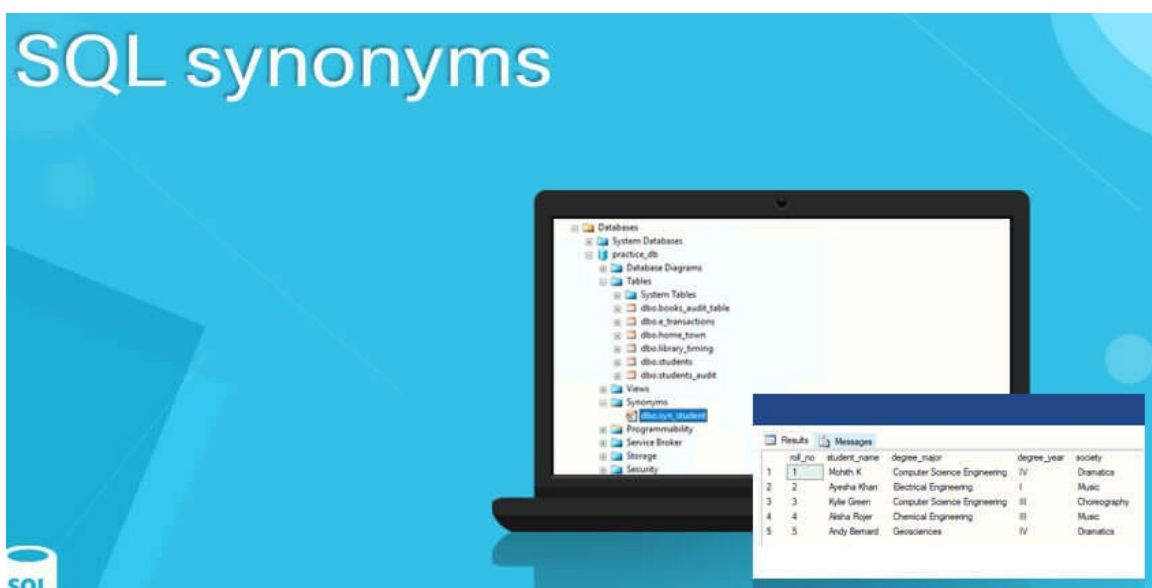 SQL synonyms
Databases
System Databases
practice_db
Database Diagrams
Tables
System Tables
dbo.books_audit_table
dbo.e_transactions
dbo.home_town
dbo.library_timing
dbo.students
dbo.students_audit
Views
Synonyms
dbo.syn_student
Programmability
Service Broker
Storage
Security
Results Messages
roll_no student_name degree_major degree_year society
1 1 Mohith K Computer Science Engineering IV Dramatics
2 2 Ayesha Khan Electrical Engineering I Music
3 3 Kylie Green Computer Science Engineering III Choreography
4 4 Alisha Rojer Chemical Engineering III Music
5 5 Andy Bernard Geosciences IV Dramatics
SQL